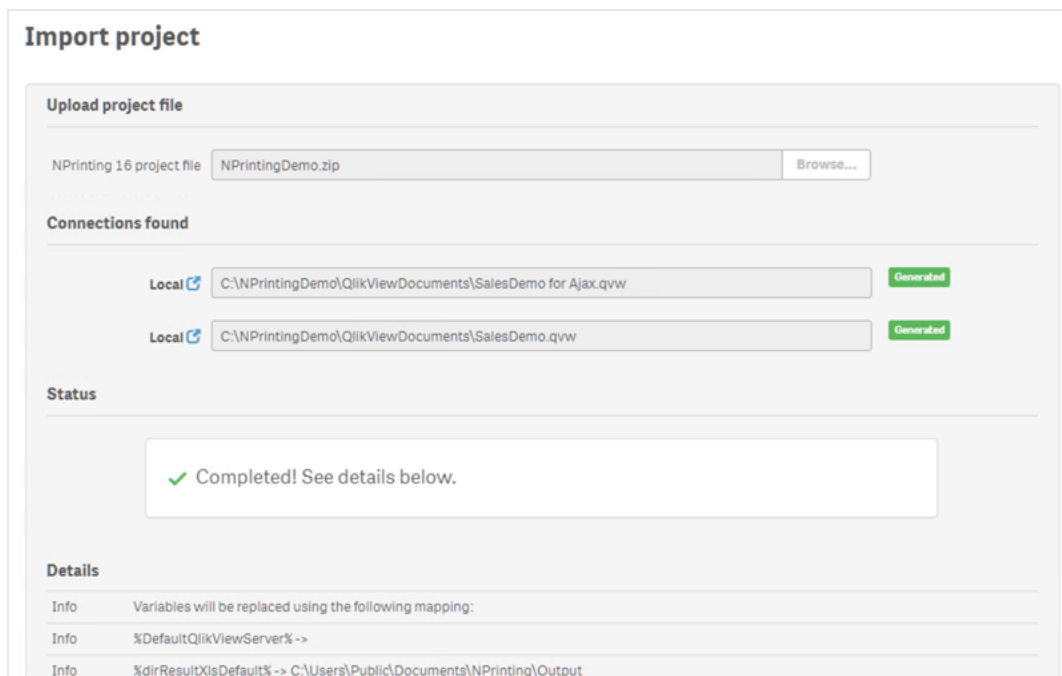 Import project
Upload project file
NPrinting 16 project file NPrintingDemo.zip Browse...
Connections found
Local C:\NPrintingDemo\QlikViewDocuments\SalesDemo for Ajax.qvw Generated
Local C:\NPrintingDemo\QlikViewDocuments\SalesDemo.qvw Generated
Status
Completed! See details below.
Details
Info Variables will be replaced using the following mapping:
Info %DefaultQlikViewServer% ->
Info %dirResultXlsDefault% -> C:\Users\Public\Documents\NPrinting\Output